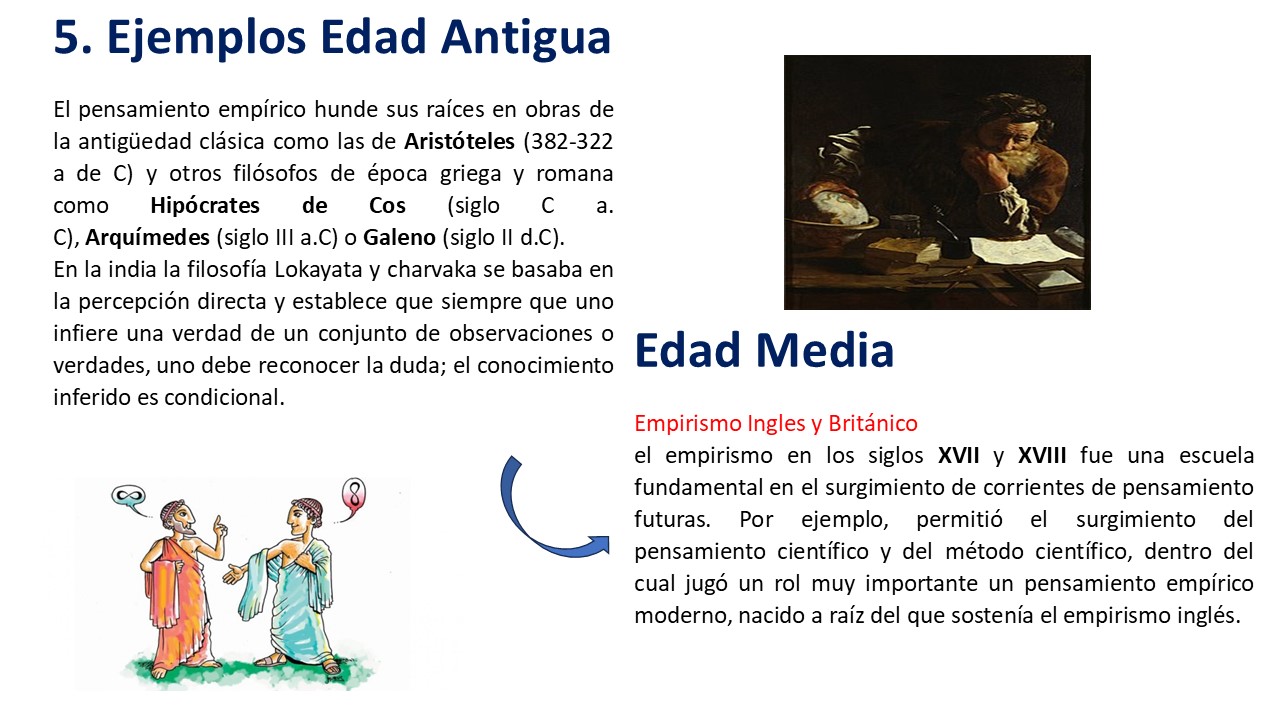 5. Ejemplos Edad Antigua
El pensamiento empírico hunde sus raíces en obras de
la antigüedad clásica como las de Aristóteles (382-322
a de C) y otros filósofos de época griega y romana
como Hipócrates de Cos (siglo C a.
C), Arquímedes (siglo III a.C) o Galeno (siglo II d.C).
En la india la filosofía Lokayata y charvaka se basaba en
la percepción directa y establece que siempre que uno
infiere una verdad de un conjunto de observaciones o
verdades, uno debe reconocer la duda; el conocimiento
inferido es condicional.
Edad Media
Empirismo Ingles y Británico
el empirismo en los siglos XVII y XVIII fue una escuela
fundamental en el surgimiento de corrientes de pensamiento
futuras. Por ejemplo, permitió el surgimiento del
pensamiento científico y del método científico, dentro del
cual jugó un rol muy importante un pensamiento empírico
moderno, nacido a raíz del que sostenía el empirismo inglés.